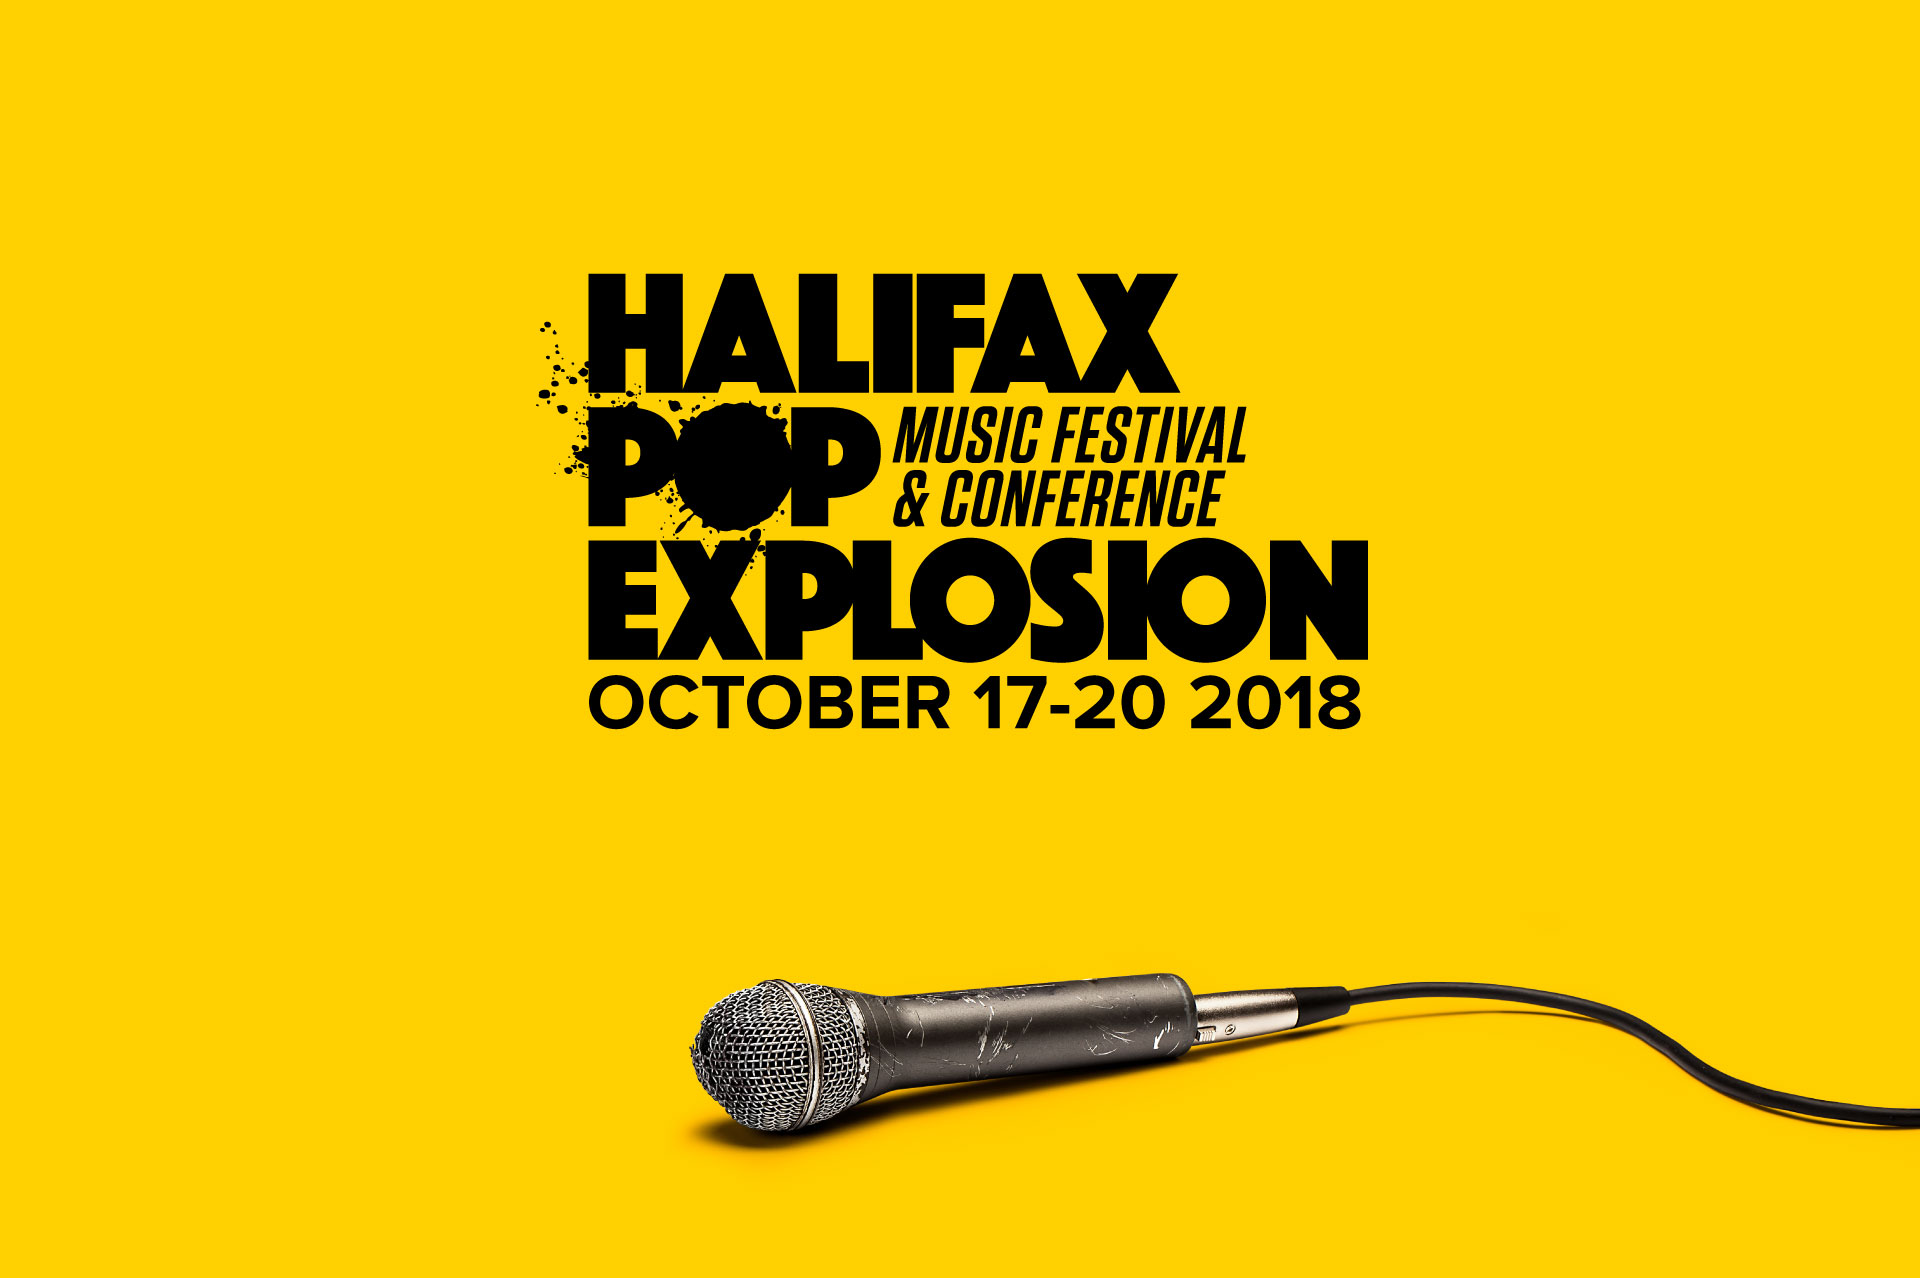 HALIFAX
POP MUSIC FESTIVAL
& CONFERENCE
EXPLOSION
OCTOBER 17-20 2018